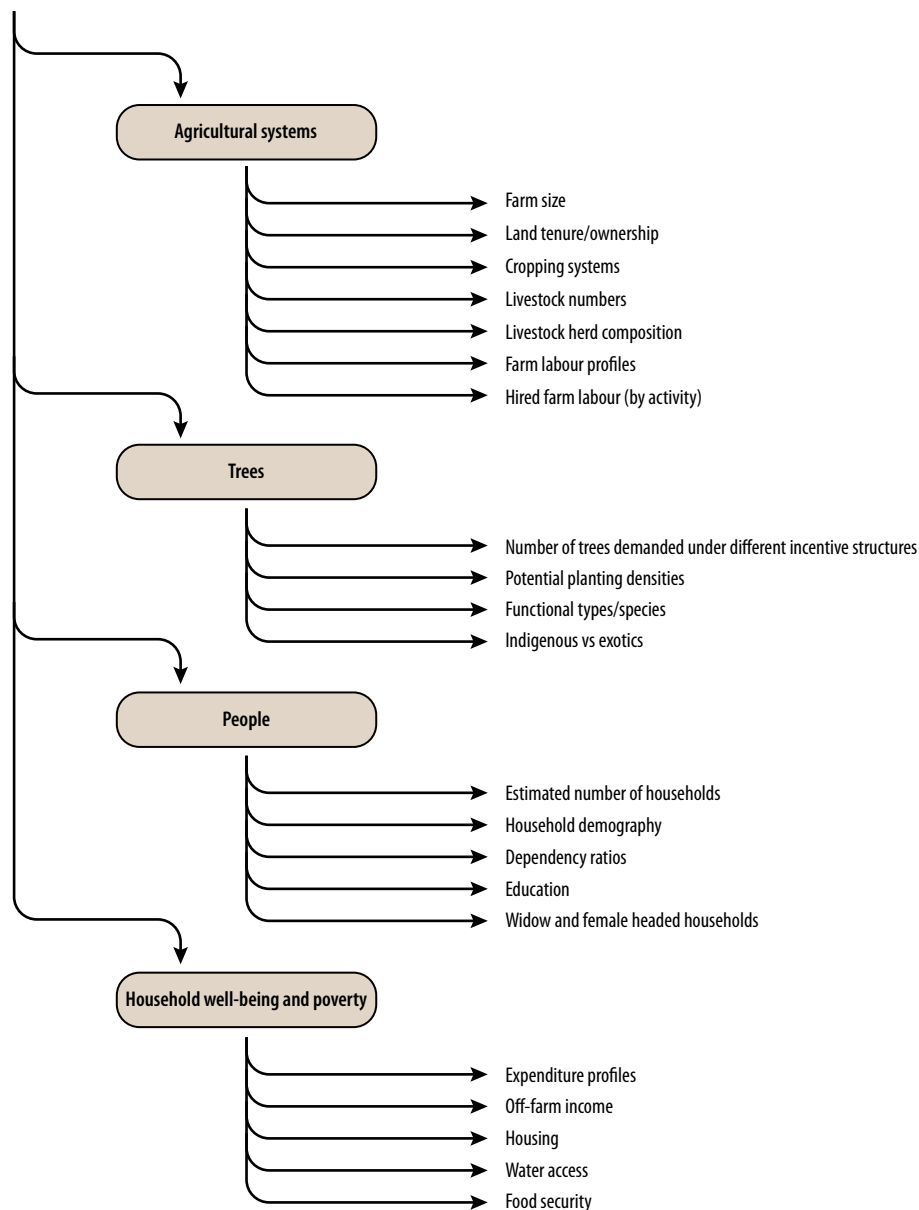 Agricultural systems
Farm size
Land tenure/ownership
Cropping systems
Livestock numbers
Livestock herd composition
Farm labour profiles
Hired farm labour (by activity)
Trees
Number of trees demanded under different incentive structures
Potential planting densities
Functional types/species
Indigenous vs exotics
People
Estimated number of households
Household demography
Dependency ratios
Education
Widow and female headed households
Household well-being and poverty
Expenditure profiles
Off-farm income
Housing
Water access
Food security